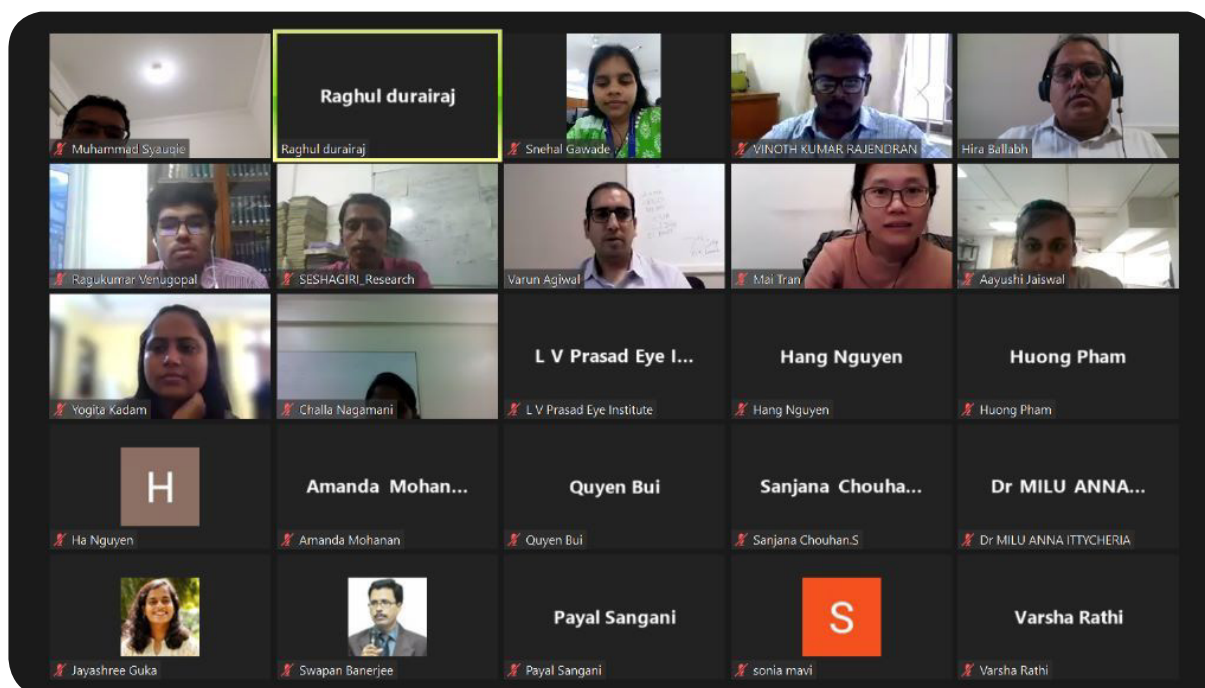 Muhammad Syauqie
Raghul durairaj
Raghul durairaj
Snehal Gawade
VINOTH KUMAR RAJENDRAN
Hira Ballabh
Ragukumar Venugopal
SESHAGIRI_Research
Varun Agiwal
Mai Tran
Aayushi Jaiswal
Yogita Kadam
Challa Nagamani
L V Prasad Eye I...
L V Prasad Eye Institute
Hang Nguyen
Hang Nguyen
Huong Pham
Huong Pham
H
Ha Nguyen
Amanda Mohan...
Amanda Mohanan
Quyen Bui
Quyen Bui
Sanjana Chouha...
Sanjana Chouhan.S
Dr MILU ANNA...
Dr MILU ANNA ITTYCHERIA
Jayashree Guka
Swapan Banerjee
Payal Sangani
Payal Sangani
S
sonia mavi
Varsha Rathi
Varsha Rathi